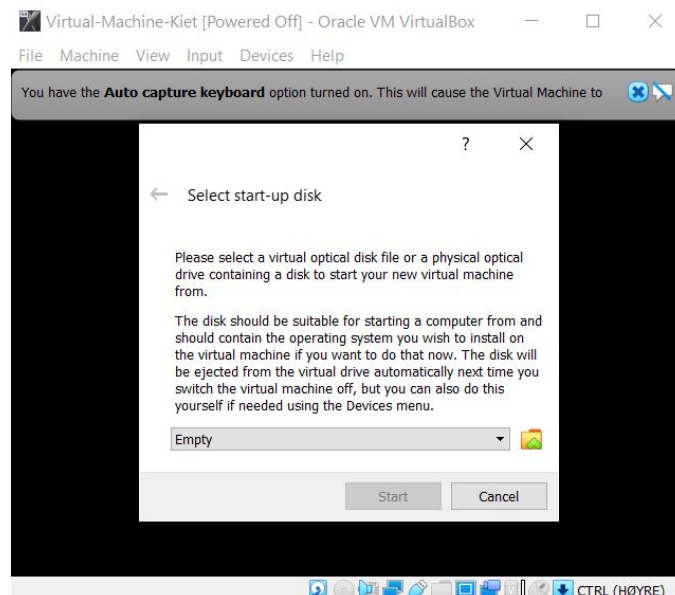 Virtual-Machine-Kiet [Powered Off] - Oracle VM VirtualBox
File Machine View Input Devices Help
You have the Auto capture keyboard option turned on. This will cause the Virtual Machine to
?
Select start-up disk
Please select a virtual optical disk file or a physical optical
drive containing a disk to start your new virtual machine
from.
The disk should be suitable for starting a computer from and
should contain the operating system you wish to install on
the virtual machine if you want to do that now. The disk will
be ejected from the virtual drive automatically next time you
switch the virtual machine off, but you can also do this
yourself if needed using the Devices menu.
Empty
Start Cancel
CTRL (HØYRE)